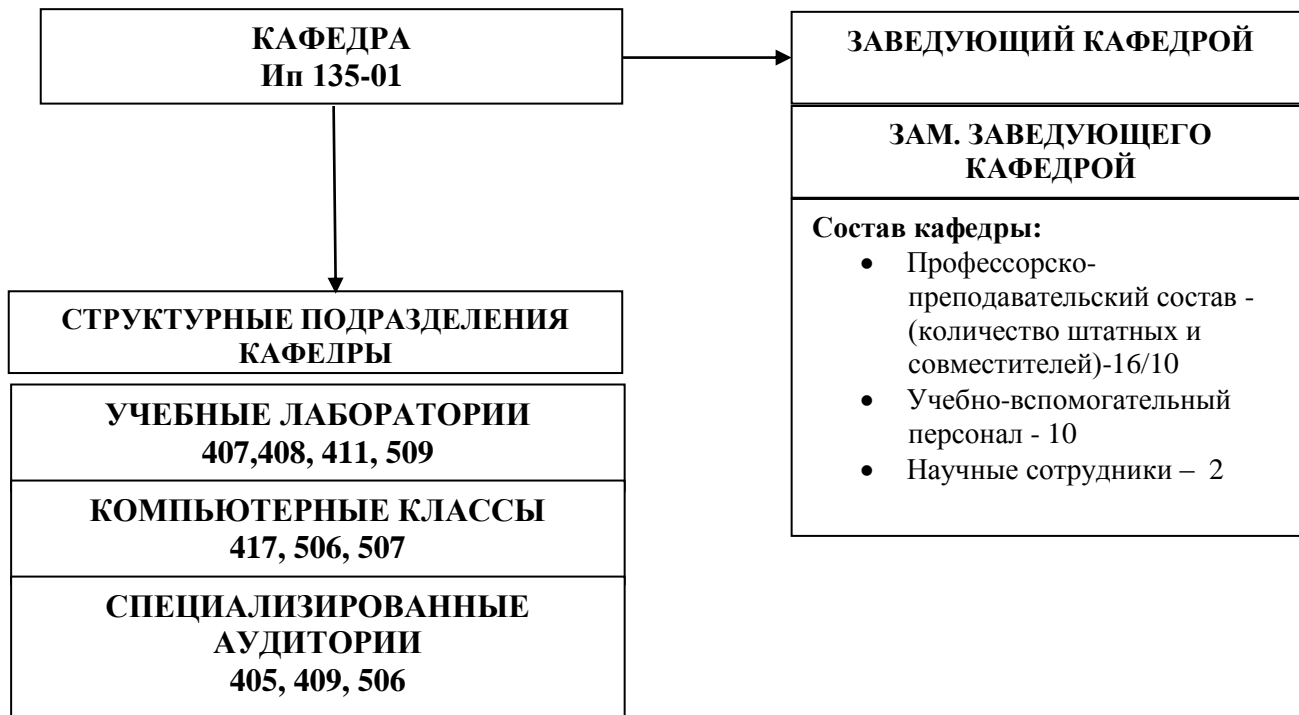 КАФЕДРА
Ип 135-01
ЗАВЕДУЮЩИЙ КАФЕДРОЙ
ЗАМ. ЗАВЕДУЮЩЕГО
КАФЕДРОЙ
Состав кафедры:
• Профессорско-
преподавательский состав -
(количество штатных и
совместителей)-16/10
• Учебно-вспомогательный
персонал - 10
• Научные сотрудники – 2
СТРУКТУРНЫЕ ПОДРАЗДЕЛЕНИЯ
КАФЕДРЫ
УЧЕБНЫЕ ЛАБОРАТОРИИ
407,408, 411, 509
КОМПЬЮТЕРНЫЕ КЛАССЫ
417, 506, 507
СПЕЦИАЛИЗИРОВАННЫЕ
АУДИТОРИИ
405, 409, 506